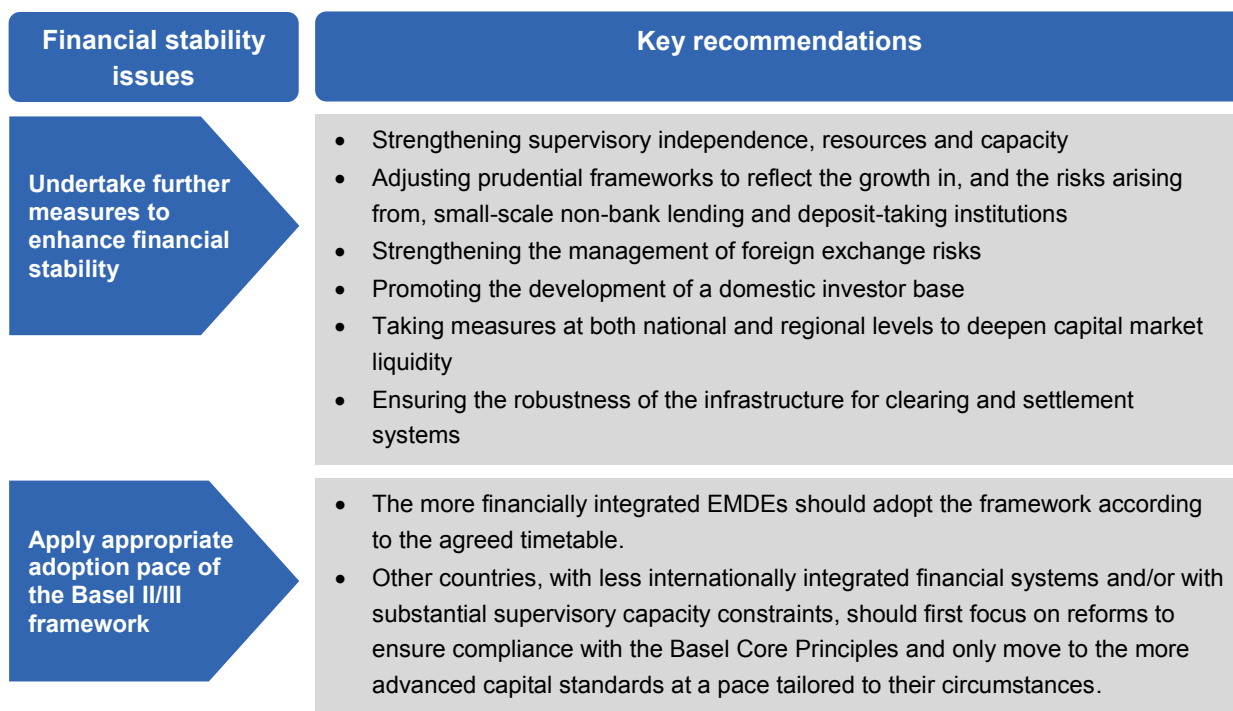 Financial stability
issues
Key recommendations
Undertake further
measures to
enhance financial
stability
• Strengthening supervisory independence, resources and capacity
• Adjusting prudential frameworks to reflect the growth in, and the risks arising
from, small-scale non-bank lending and deposit-taking institutions
• Strengthening the management of foreign exchange risks
• Promoting the development of a domestic investor base
• Taking measures at both national and regional levels to deepen capital market
liquidity
• Ensuring the robustness of the infrastructure for clearing and settlement
systems
Apply appropriate
adoption pace of
the Basel II/III
framework
• The more financially integrated EMDEs should adopt the framework according
to the agreed timetable.
• Other countries, with less internationally integrated financial systems and/or with
substantial supervisory capacity constraints, should first focus on reforms to
ensure compliance with the Basel Core Principles and only move to the more
advanced capital standards at a pace tailored to their circumstances.